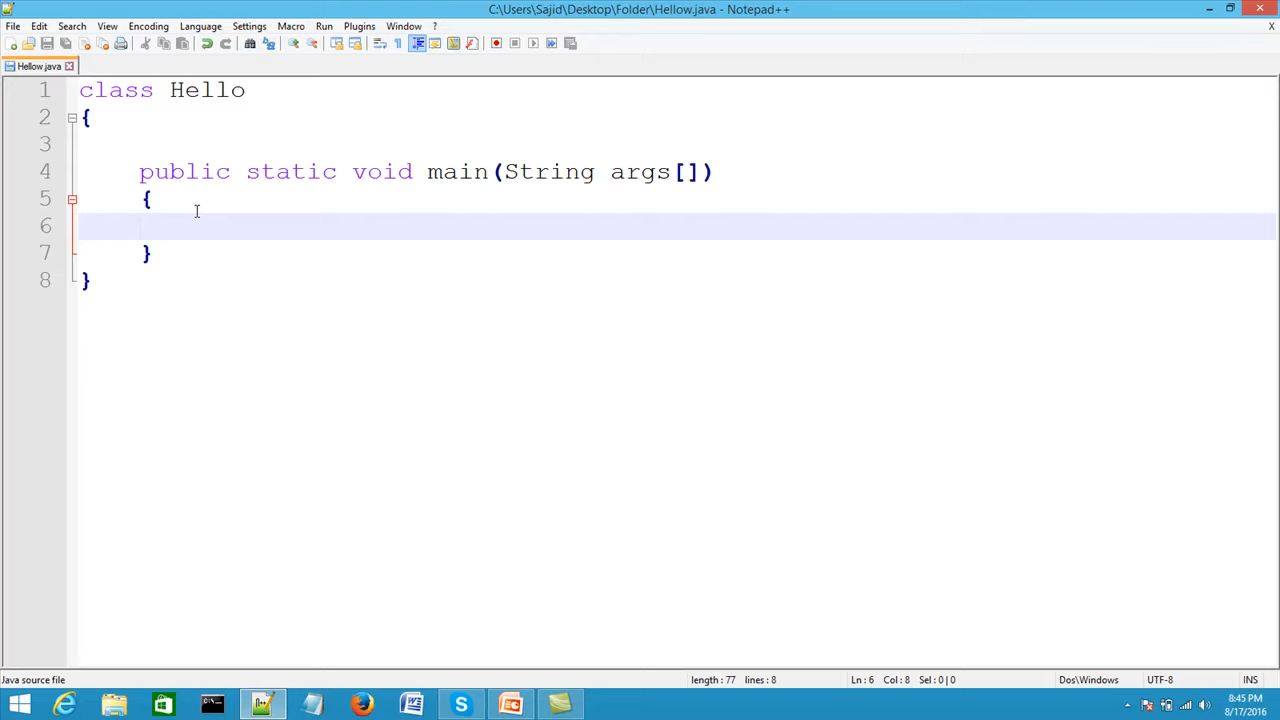 C:\Users\Sajid\Desktop\Folder\Hellow.java - Notepad++
File Edit Search View Encoding Language Settings Macro Run Plugins Window ? X
Hellow.java
1 class Hello
2 {
3
4 public static void main(String args[])
5 {
6
7 }
8 }
Java source file length : 77 lines : 8 Ln : 6 Col : 8 Sel : 0 | 0 Dos\Windows UTF-8 INS
8:45 PM
8/17/2016